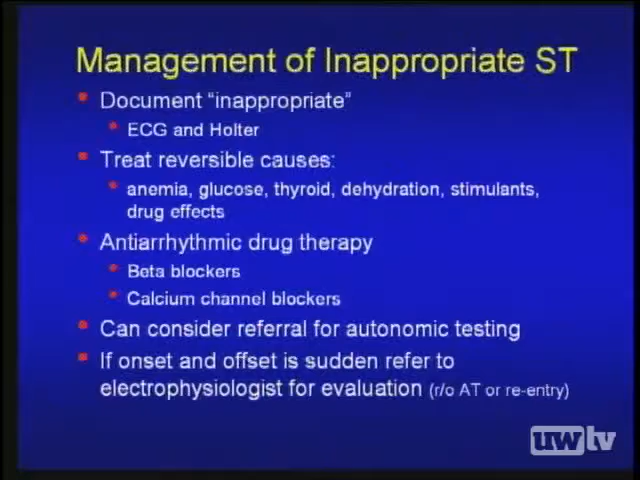 Management of Inappropriate ST
Document "inappropriate"
ECG and Holter
Treat reversible causes:
anemia, glucose, thyroid, dehydration, stimulants,
drug effects
Antiarrhythmic drug therapy
Beta blockers
Calcium channel blockers
Can consider referral for autonomic testing
If onset and offset is sudden refer to
electrophysiologist for evaluation (r/o AT or re-entry)
uwtv